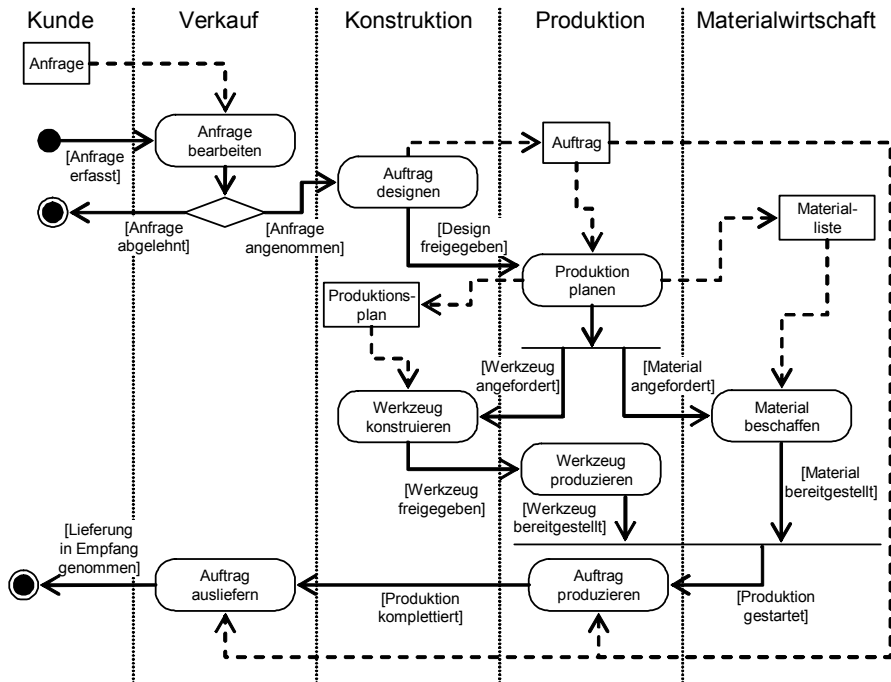 Kunde
Verkauf
Konstruktion
Produktion
Materialwirtschaft
Anfrage
Anfrage
bearbeiten
[Anfrage
erfasst]
Auftrag
Auftrag
designen
[Anfrage
abgelehnt]
[Anfrage
angenommen]
[Design
freigegeben]
Material-
liste
Produktion
planen
Produktions-
plan
[Werkzeug
angefordert]
[Material
angefordert]
Werkzeug
konstruieren
Material
beschaffen
Werkzeug
produzieren
[Werkzeug
freigegeben]
[Werkzeug
bereitgestellt]
[Material
bereitgestellt]
[Lieferung
in Empfang
genommen]
Auftrag
ausliefern
Auftrag
produzieren
[Produktion
komplettiert]
[Produktion
gestartet]